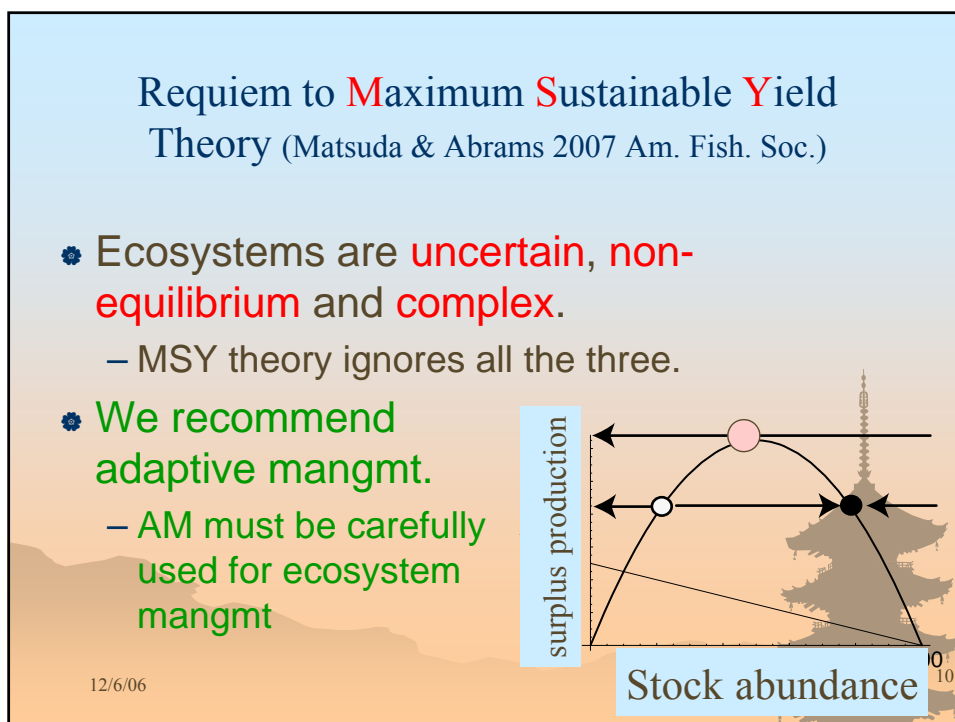 Requiem to Maximum Sustainable Yield
Theory (Matsuda & Abrams 2007 Am. Fish. Soc.)
Ecosystems are uncertain, non-
equilibrium and complex.
– MSY theory ignores all the three.
We recommend
adaptive mangmt.
– AM must be carefully
used for ecosystem
mangmt
surplus production
Stock abundance
12/6/06
10